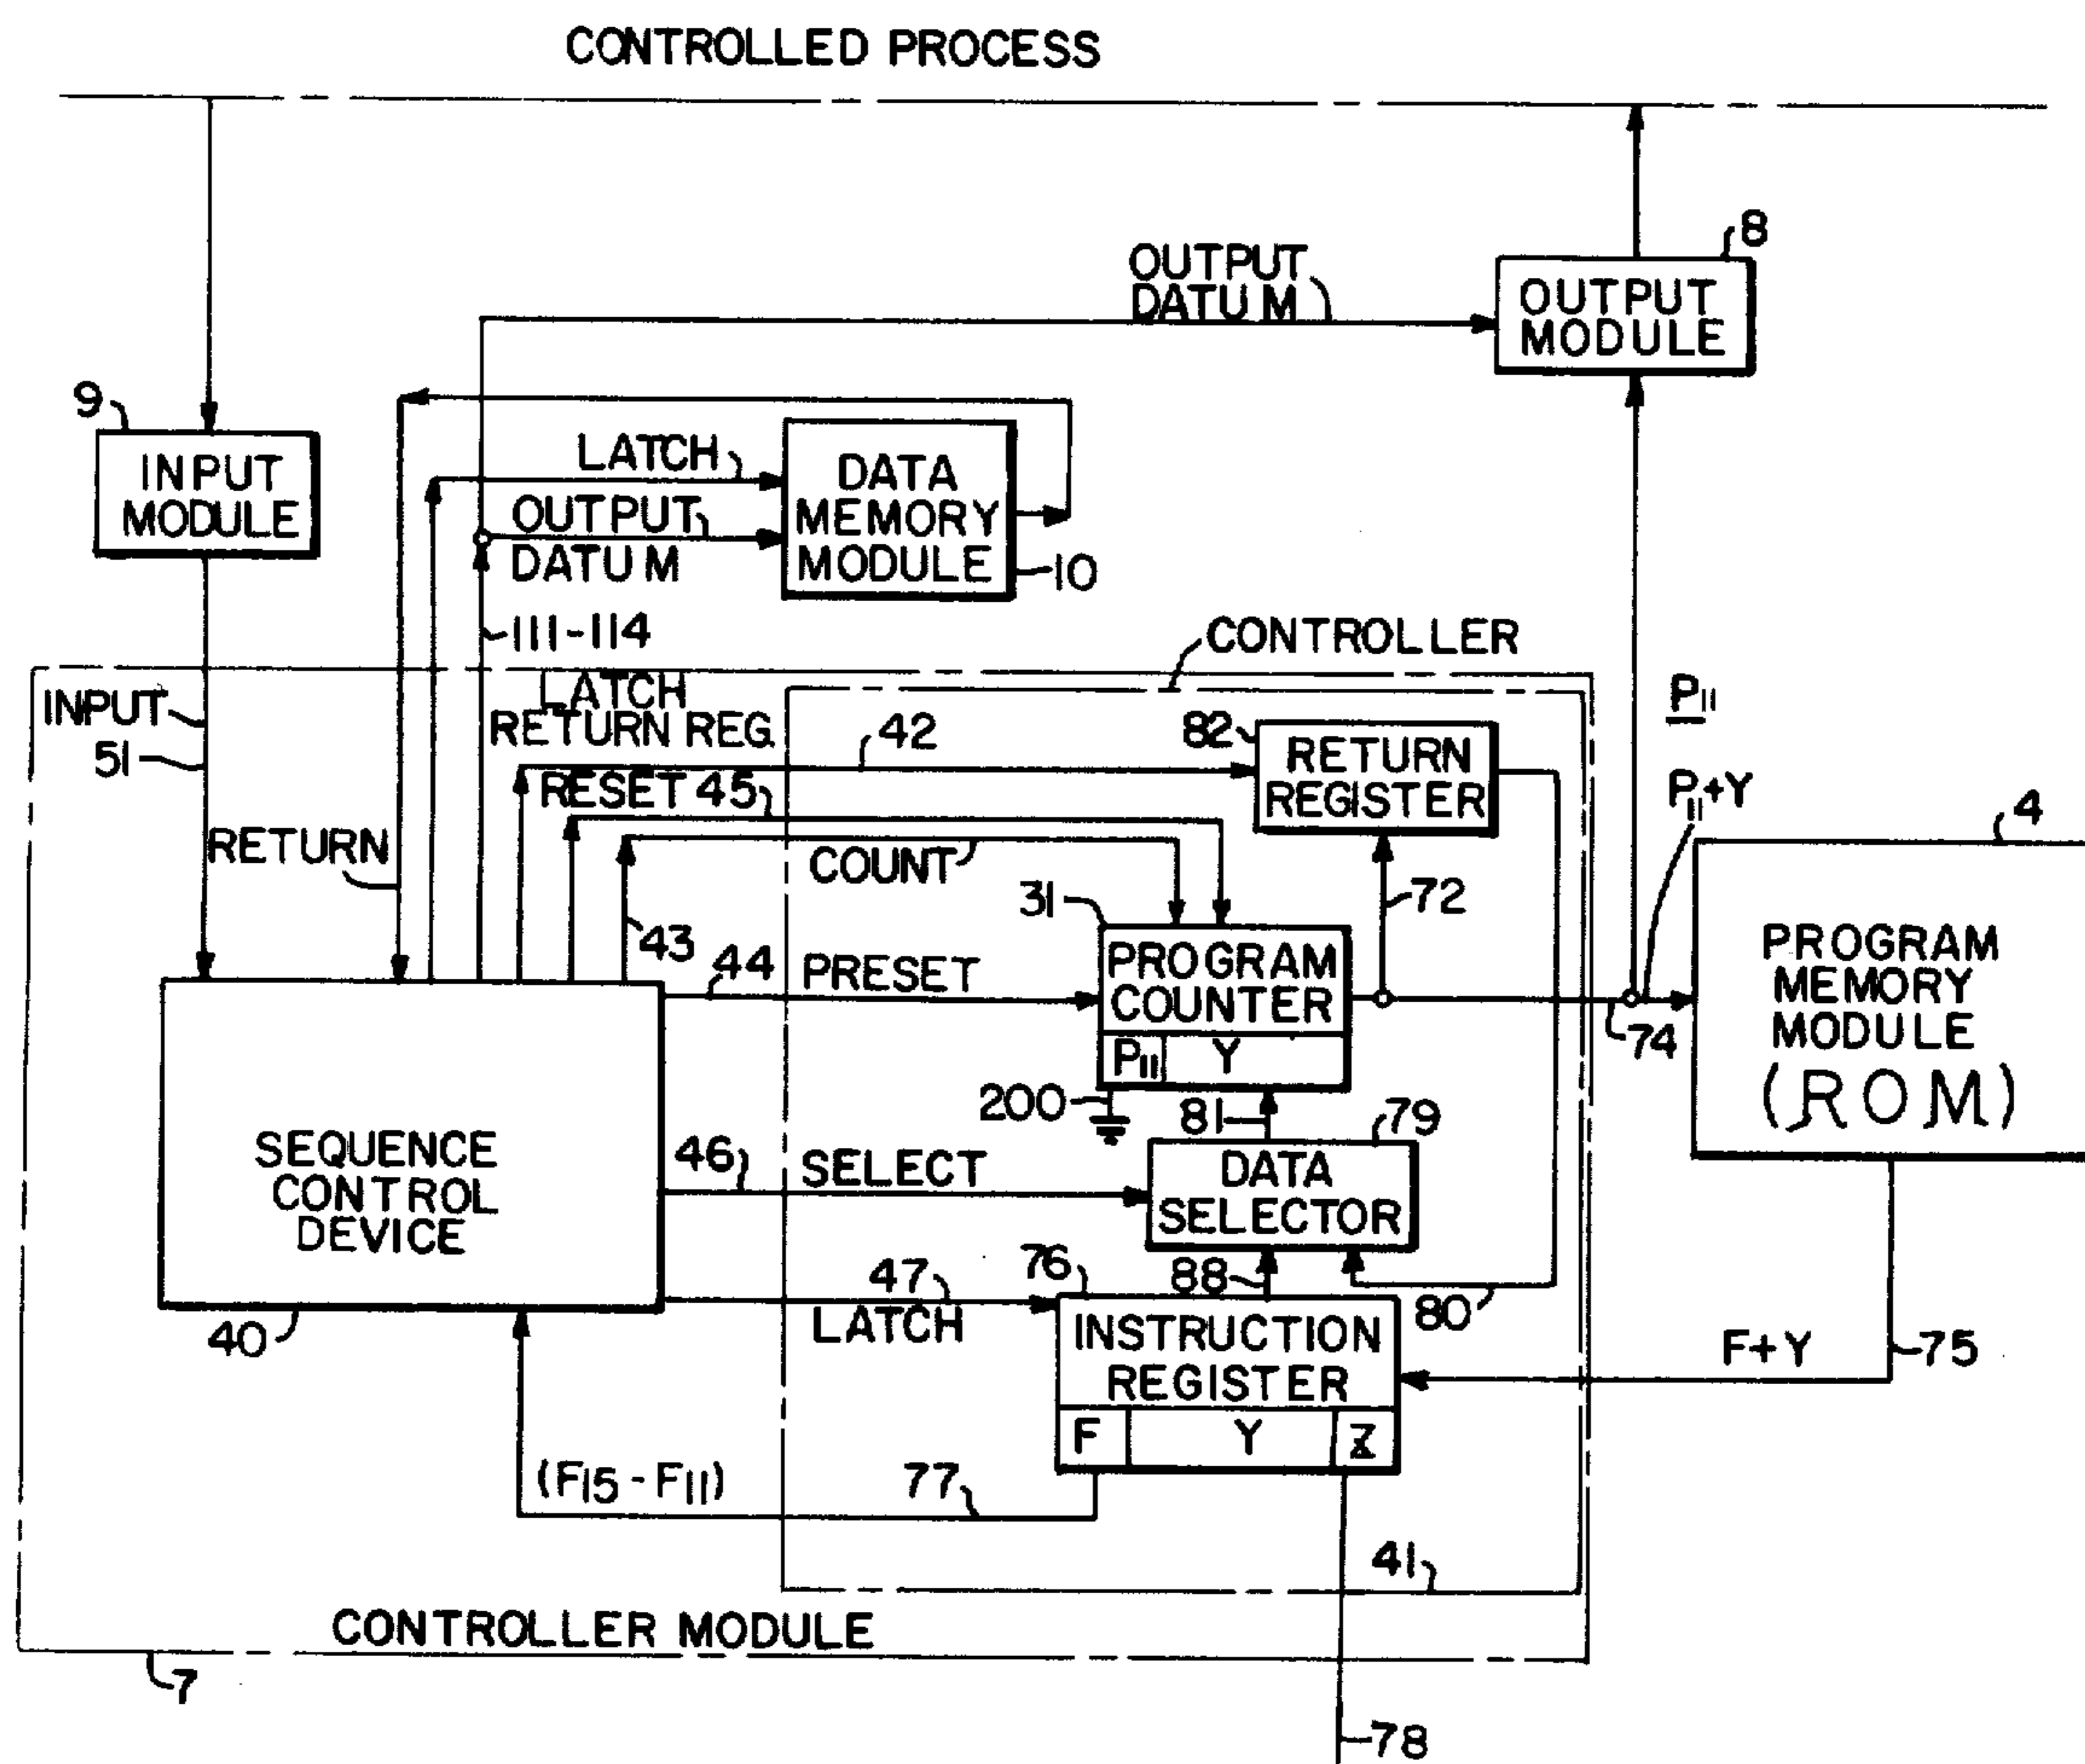 CONTROLLED PROCESS
8
OUTPUT
DATUM
OUTPUT
MODULE
9
INPUT
MODULE
LATCH
OUTPUT
DATUM
DATA
MEMORY
MODULE
10
111-114
CONTROLLER
INPUT
51
LATCH
RETURN REG.
42
82
RETURN
REGISTER
P11
P11+Y
4
RESET 45
RETURN
COUNT
31
72
43
44
PRESET
PROGRAM
COUNTER
P11
Y
74
PROGRAM
MEMORY
MODULE
(ROM)
200
81
79
SEQUENCE
CONTROL
DEVICE
46
SELECT
DATA
SELECTOR
40
47
LATCH
76
88
80
INSTRUCTION
REGISTER
F
Y
F+Y
75
(F15-F11)
77
41
CONTROLLER MODULE
7
78